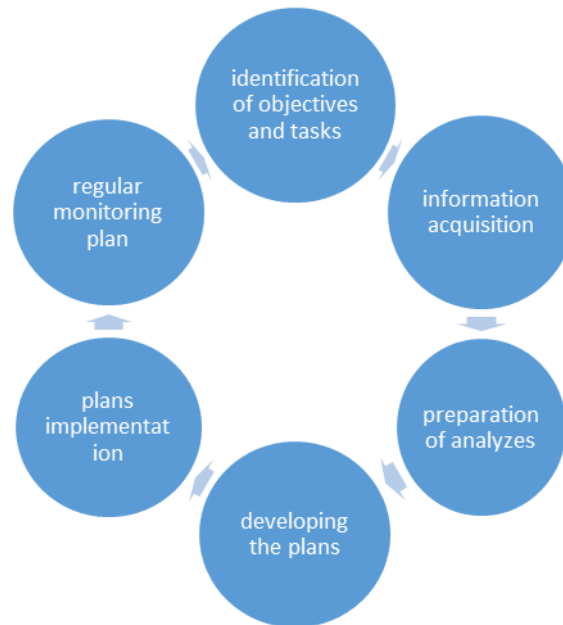 identification
of objectives
and tasks
information
acquisition
preparation
of analyzes
developing
the plans
plans
implementat
ion
regular
monitoring
plan